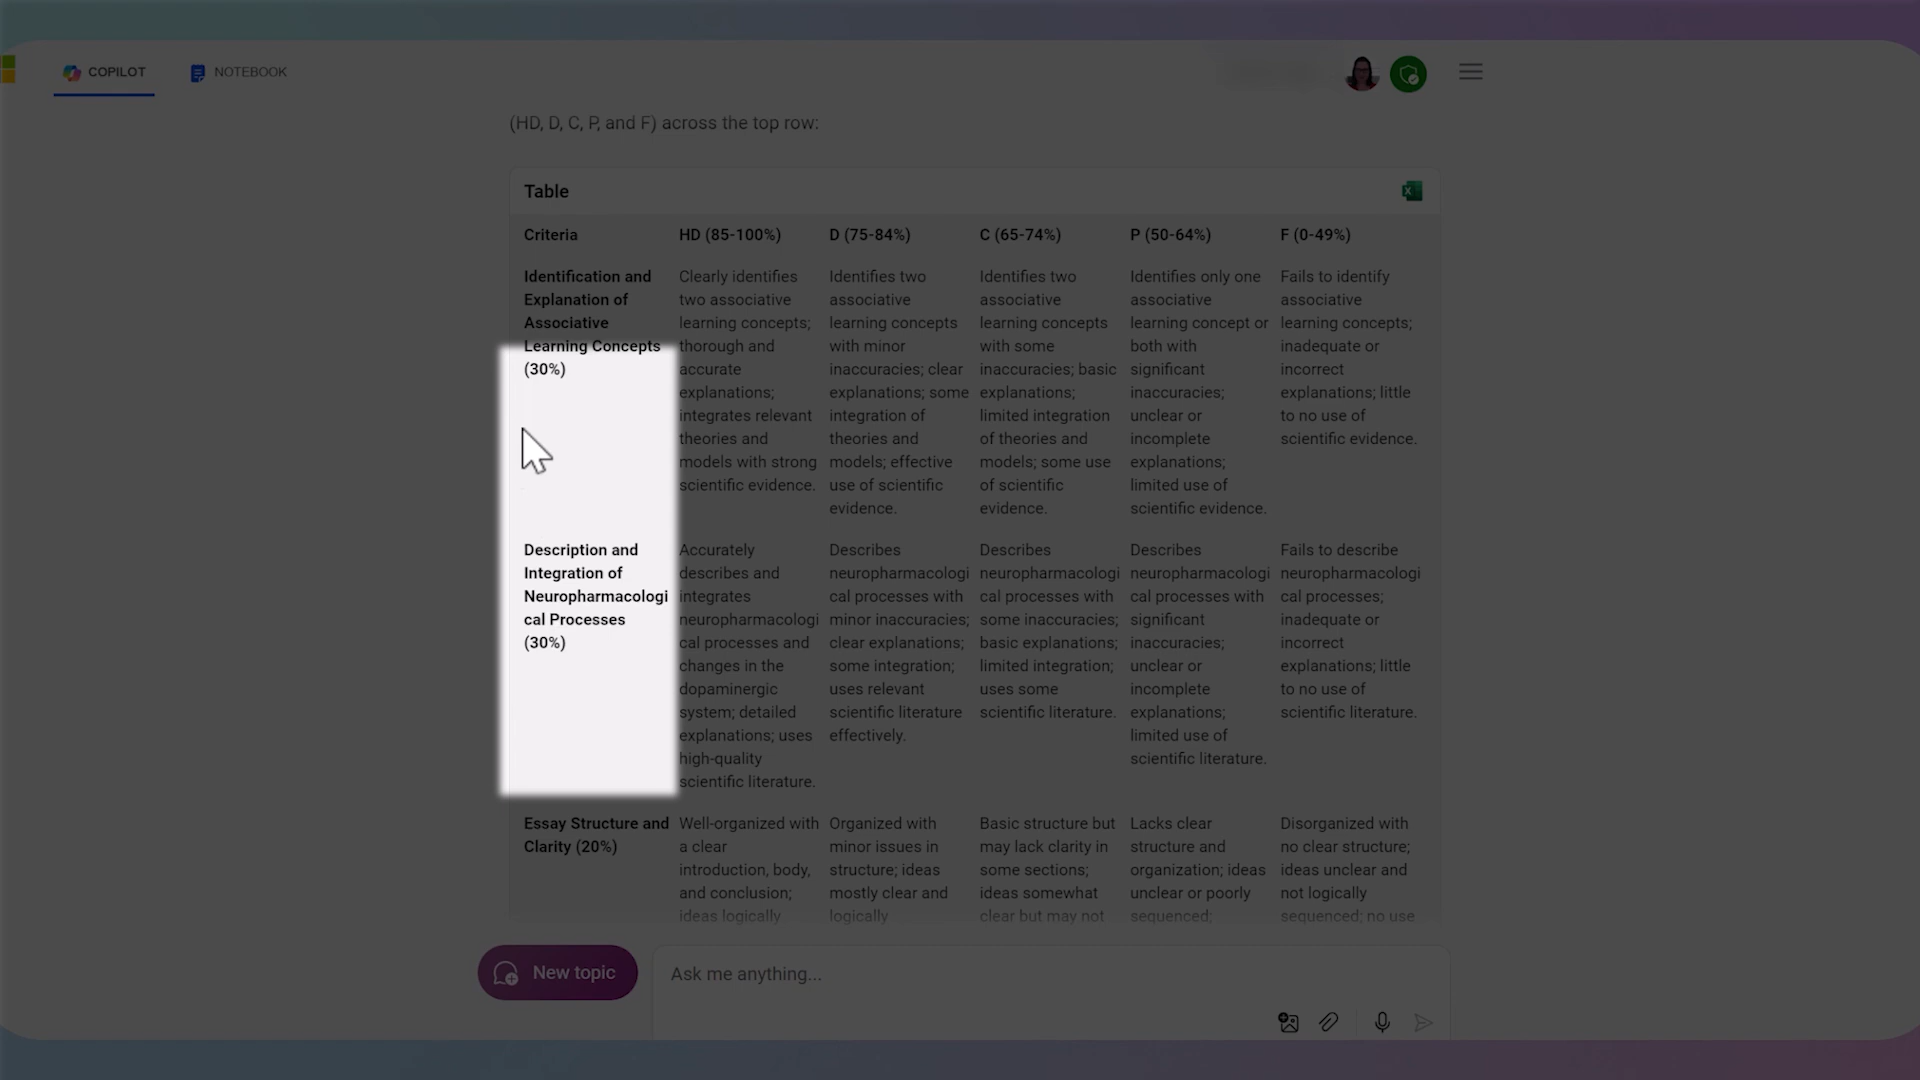 COPILOT
NOTEBOOK
(HD, D, C, P, and F) across the top row:
Table
Criteria
HD (85-100%)
D (75-84%)
C (65-74%)
P (50-64%)
F (0-49%)
Identification and
Explanation of
Associative
Learning Concepts
(30%)
Clearly identifies
two associative
learning concepts;
thorough and
accurate
explanations;
integrates relevant
theories and
models with strong
scientific evidence.
Identifies two
associative
learning concepts
with minor
inaccuracies; clear
explanations; some
integration of
theories and
models; effective
use of scientific
evidence.
Identifies two
associative
learning concepts
with some
inaccuracies; basic
explanations;
limited integration
of theories and
models; some use
of scientific
evidence.
Identifies only one
associative
learning concept or
both with
significant
inaccuracies;
unclear or
incomplete
explanations;
limited use of
scientific evidence.
Fails to identify
associative
learning concepts;
inadequate or
incorrect
explanations; little
to no use of
scientific evidence.
Description and
Integration of
Neuropharmacologi
cal Processes
(30%)
Accurately
describes and
integrates
neuropharmacologi
cal processes and
changes in the
dopaminergic
system; detailed
explanations; uses
high-quality
scientific literature.
Describes
neuropharmacologi
cal processes with
minor inaccuracies;
clear explanations;
some integration;
uses relevant
scientific literature
effectively.
Describes
neuropharmacologi
cal processes with
some inaccuracies;
basic explanations;
limited integration;
uses some
scientific literature.
Describes
neuropharmacologi
cal processes with
significant
inaccuracies;
unclear or
incomplete
explanations;
limited use of
scientific literature.
Fails to describe
neuropharmacologi
cal processes;
inadequate or
incorrect
explanations; little
to no use of
scientific literature.
Essay Structure and
Clarity (20%)
Well-organized with
a clear
introduction, body,
and conclusion;
ideas logically
Organized with
minor issues in
structure; ideas
mostly clear and
logically
Basic structure but
may lack clarity in
some sections;
ideas somewhat
clear but may not
Lacks clear
structure and
organization; ideas
unclear or poorly
sequenced;
Disorganized with
no clear structure;
ideas unclear and
not logically
sequenced; no use
New topic
Ask me anything...